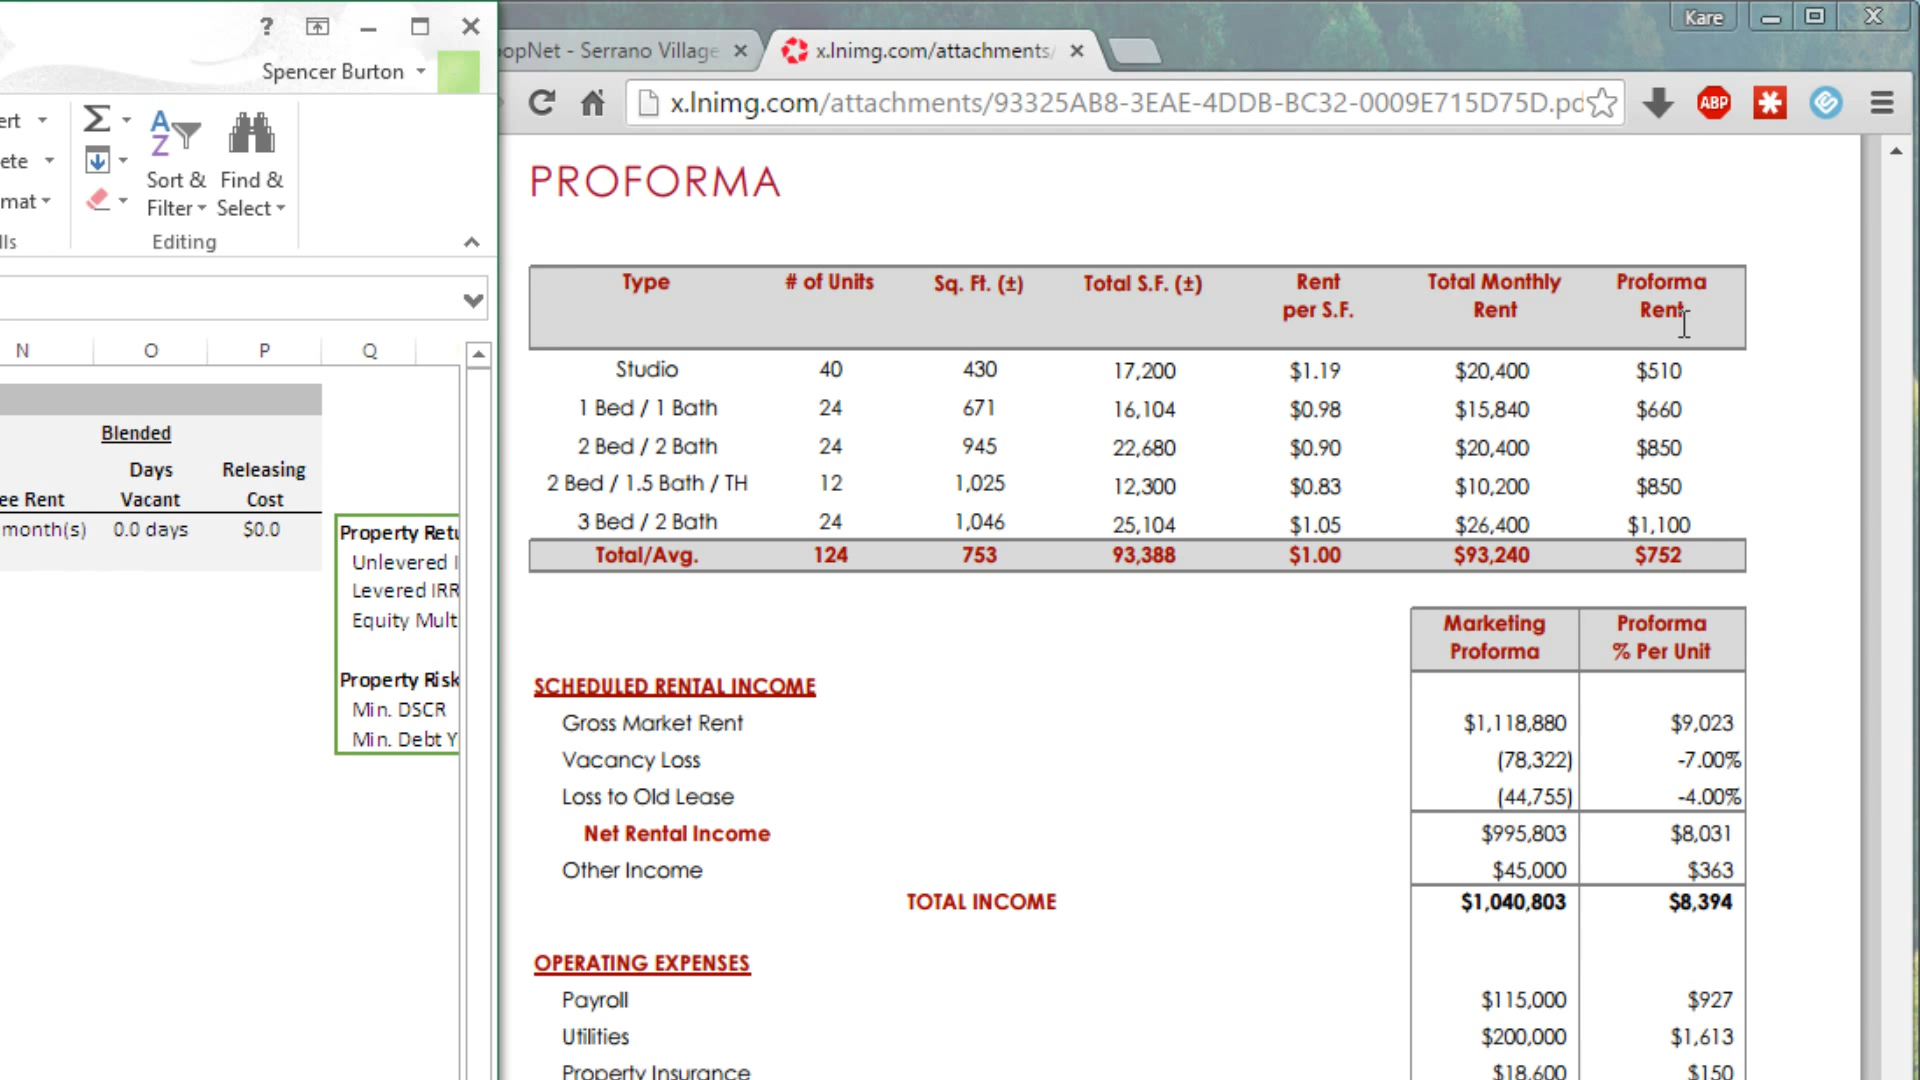 Kare
Spencer Burton
opNet - Serrano Village
x.lnimg.com/attachments/
x.lnimg.com/attachments/93325AB8-3EAE-4DDB-BC32-0009E715D75D.pd
ABP
ert
ete
mat
lls
Sort &
Filter
Find &
Select
Editing
N O P Q
Blended
Days
Vacant
Releasing
Cost
ee Rent
month(s) 0.0 days $0.0
Property Retu
Unlevered I
Levered IRR
Equity Mult
Property Risk
Min. DSCR
Min. Debt Y
PROFORMA
Type # of Units Sq. Ft. (±) Total S.F. (±) Rent per S.F. Total Monthly Rent Proforma Rent
Studio 40 430 17,200 $1.19 $20,400 $510
1 Bed / 1 Bath 24 671 16,104 $0.98 $15,840 $660
2 Bed / 2 Bath 24 945 22,680 $0.90 $20,400 $850
2 Bed / 1.5 Bath / TH 12 1,025 12,300 $0.83 $10,200 $850
3 Bed / 2 Bath 24 1,046 25,104 $1.05 $26,400 $1,100
Total/Avg. 124 753 93,388 $1.00 $93,240 $752
Marketing Proforma Proforma % Per Unit
SCHEDULED RENTAL INCOME
Gross Market Rent $1,118,880 $9,023
Vacancy Loss (78,322) -7.00%
Loss to Old Lease (44,755) -4.00%
Net Rental Income $995,803 $8,031
Other Income $45,000 $363
TOTAL INCOME $1,040,803 $8,394
OPERATING EXPENSES
Payroll $115,000 $927
Utilities $200,000 $1,613
Property Insurance $18,600 $150